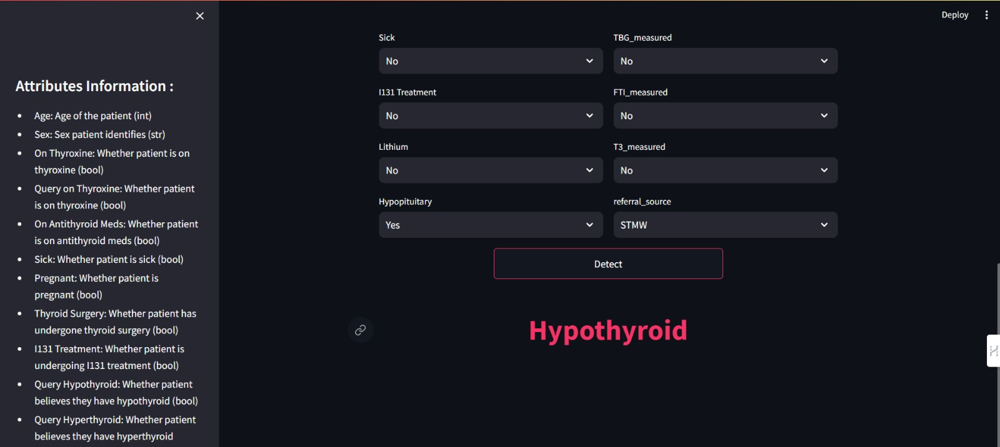 Attributes Information :
Age: Age of the patient (int)
Sex: Sex patient identifies (str)
On Thyroxine: Whether patient is on
thyroxine (bool)
Query on Thyroxine: Whether patient
is on thyroxine (bool)
On Antithyroid Meds: Whether patient
is on antithyroid meds (bool)
Sick: Whether patient is sick (bool)
Pregnant: Whether patient is
pregnant (bool)
Thyroid Surgery: Whether patient has
undergone thyroid surgery (bool)
I131 Treatment: Whether patient is
undergoing I131 treatment (bool)
Query Hypothyroid: Whether patient
believes they have hypothyroid (bool)
Query Hyperthyroid: Whether patient
believes they have hyperthyroid
Deploy
Sick
TBG_measured
No
No
I131 Treatment
FTI_measured
No
No
Lithium
T3_measured
No
No
Hypopituitary
referral_source
Yes
STMW
Detect
Hypothyroid